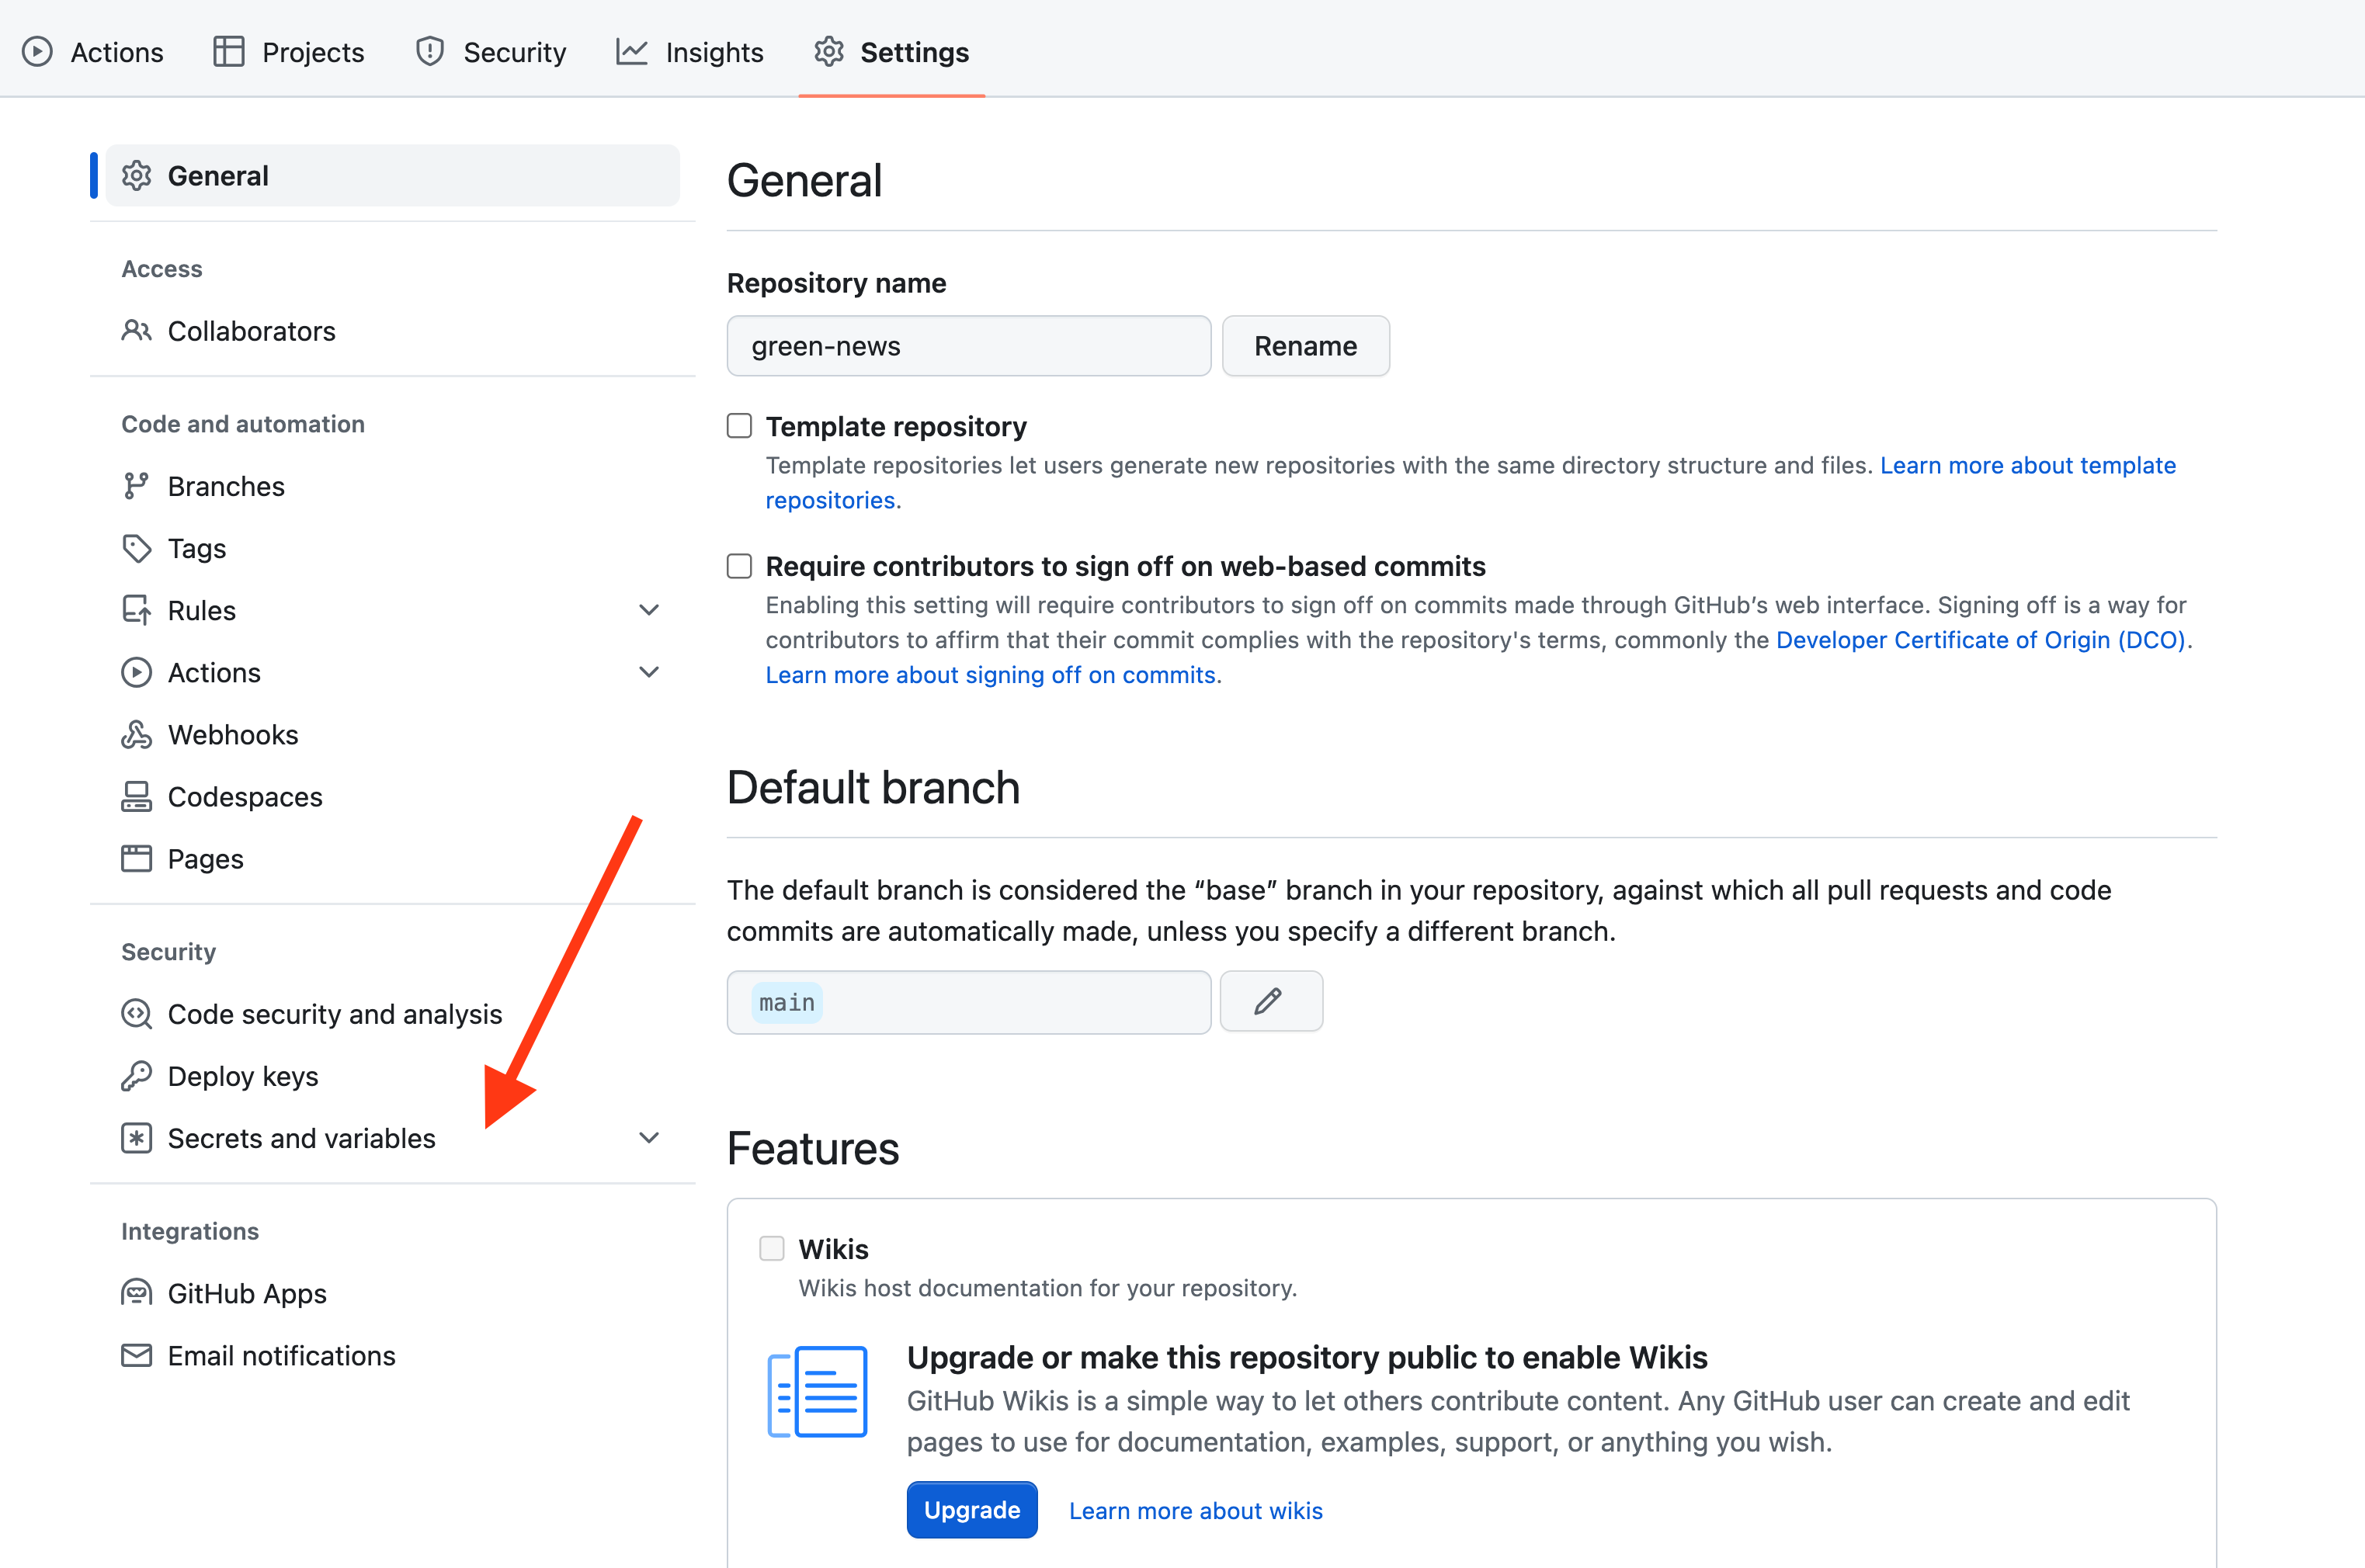 Actions Projects Security Insights Settings
General
Access
Collaborators
Code and automation
Branches
Tags
Rules
Actions
Webhooks
Codespaces
Pages
Security
Code security and analysis
Deploy keys
Secrets and variables
Integrations
GitHub Apps
Email notifications
General
Repository name
green-news Rename
Template repository
Template repositories let users generate new repositories with the same directory structure and files. Learn more about template
repositories.
Require contributors to sign off on web-based commits
Enabling this setting will require contributors to sign off on commits made through GitHub’s web interface. Signing off is a way for
contributors to affirm that their commit complies with the repository's terms, commonly the Developer Certificate of Origin (DCO).
Learn more about signing off on commits.
Default branch
The default branch is considered the “base” branch in your repository, against which all pull requests and code
commits are automatically made, unless you specify a different branch.
main
Features
Wikis
Wikis host documentation for your repository.
Upgrade or make this repository public to enable Wikis
GitHub Wikis is a simple way to let others contribute content. Any GitHub user can create and edit
pages to use for documentation, examples, support, or anything you wish.
Upgrade Learn more about wikis